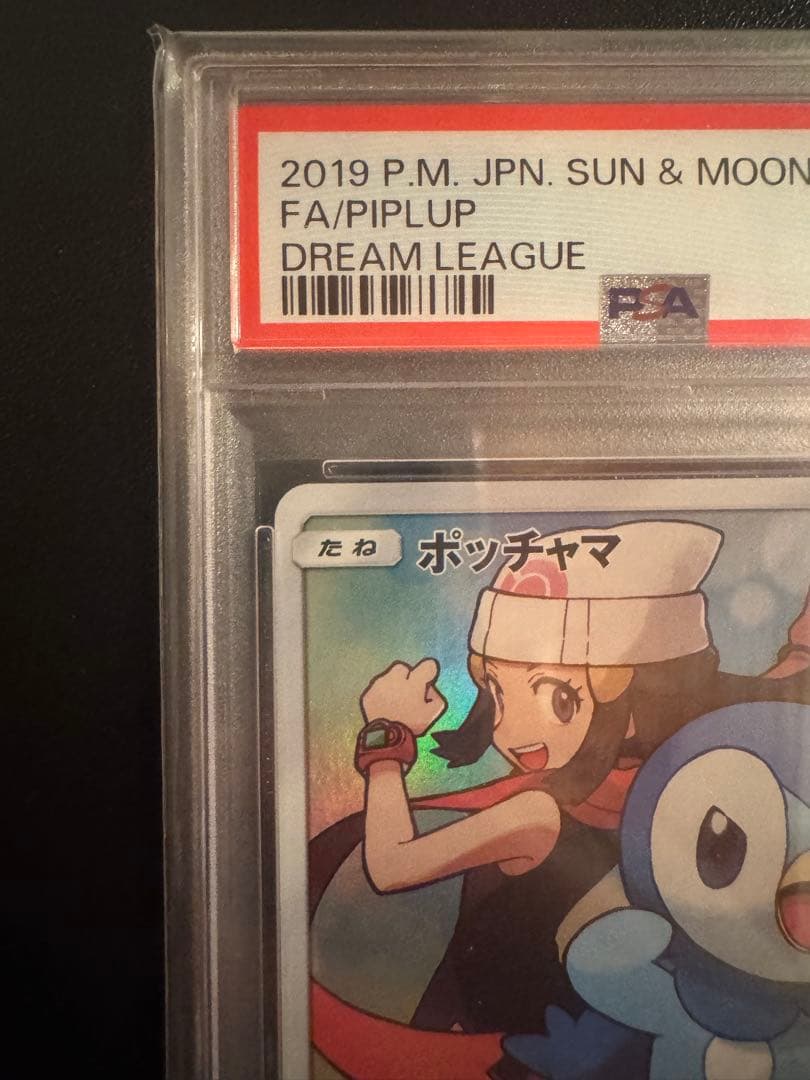 2019 P.M. JPN. SUN & MOON
FA/PIPLUP
DREAM LEAGUE
PSA
たね
ポッチャマ